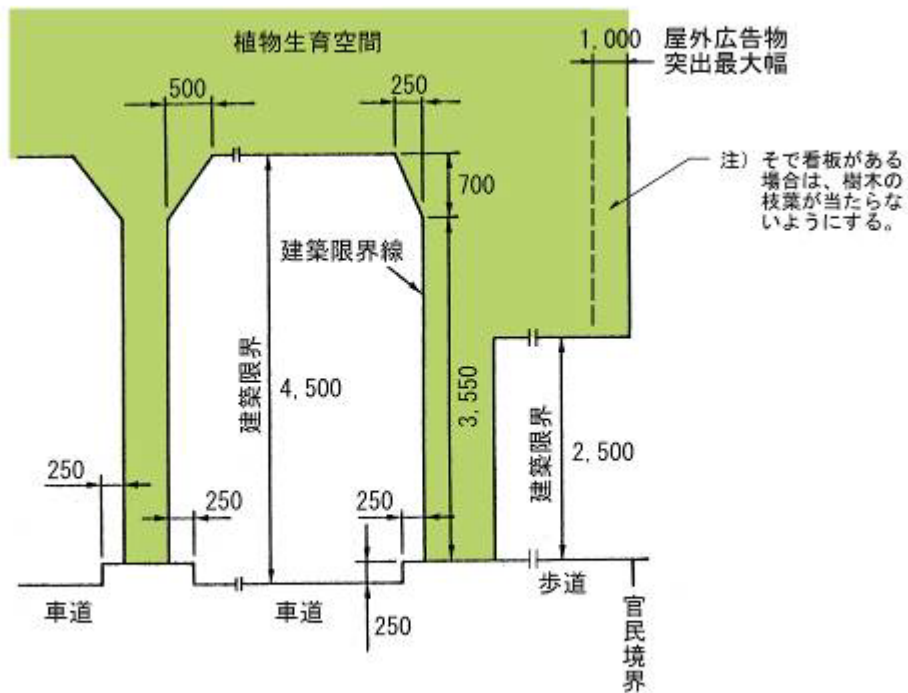 植物生育空間
1,000
屋外広告物
突出最大幅
500
250
700
注）そで看板がある
場合は、樹木の
枝葉が当たらな
いようにする。
建築限界線
建築限界
4,500
3,550
建築限界
2,500
250
250
250
車道
車道
250
歩道
官民境界